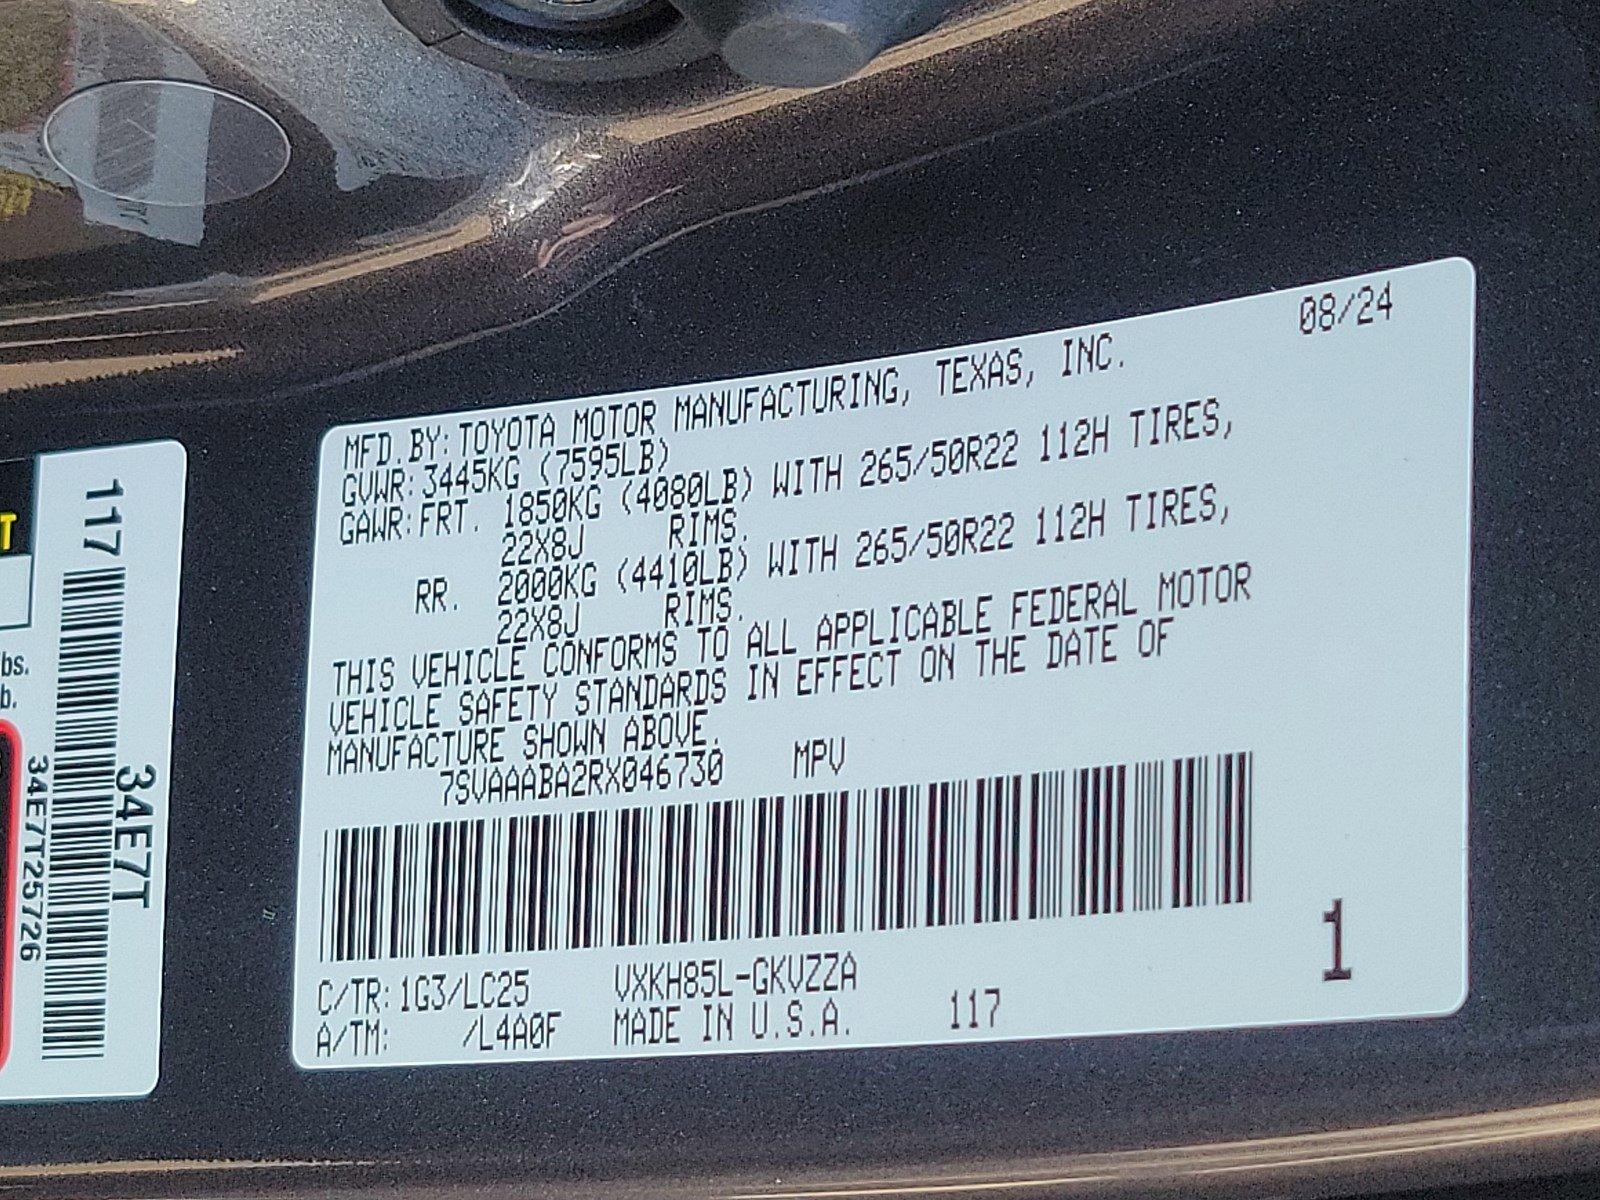 08/24
MFD.BY:TOYOTA MOTOR MANUFACTURING, TEXAS, INC.
GVWR:3445KG (7595LB)
GAWR:FRT. 1850KG (4080LB) WITH 265/50R22 112H TIRES,
22X8J RIMS.
RR. 2000KG (4410LB) WITH 265/50R22 112H TIRES,
22X8J RIMS.
THIS VEHICLE CONFORMS TO ALL APPLICABLE FEDERAL MOTOR
VEHICLE SAFETY STANDARDS IN EFFECT ON THE DATE OF
MANUFACTURE SHOWN ABOVE.
7SVAAABA2RX046730 MPV
1
C/TR:1G3/LC25 VXKH85L-GKVZZA
A/TM: /L4A0F MADE IN U.S.A. 117
117
34E7T
34E7T25726
T
bs.
b.